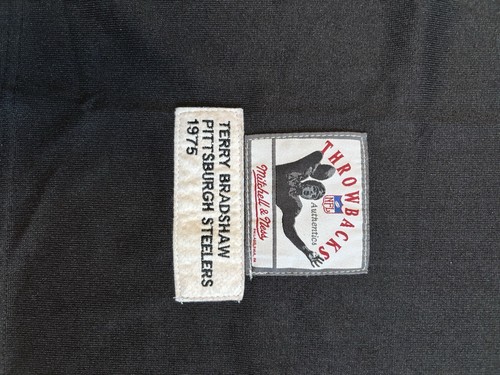 THROWBACKS
NFL
Authentics
Mitchell & Ness
TERRY BRADSHAW
PITTSBURGH STEELERS
1975